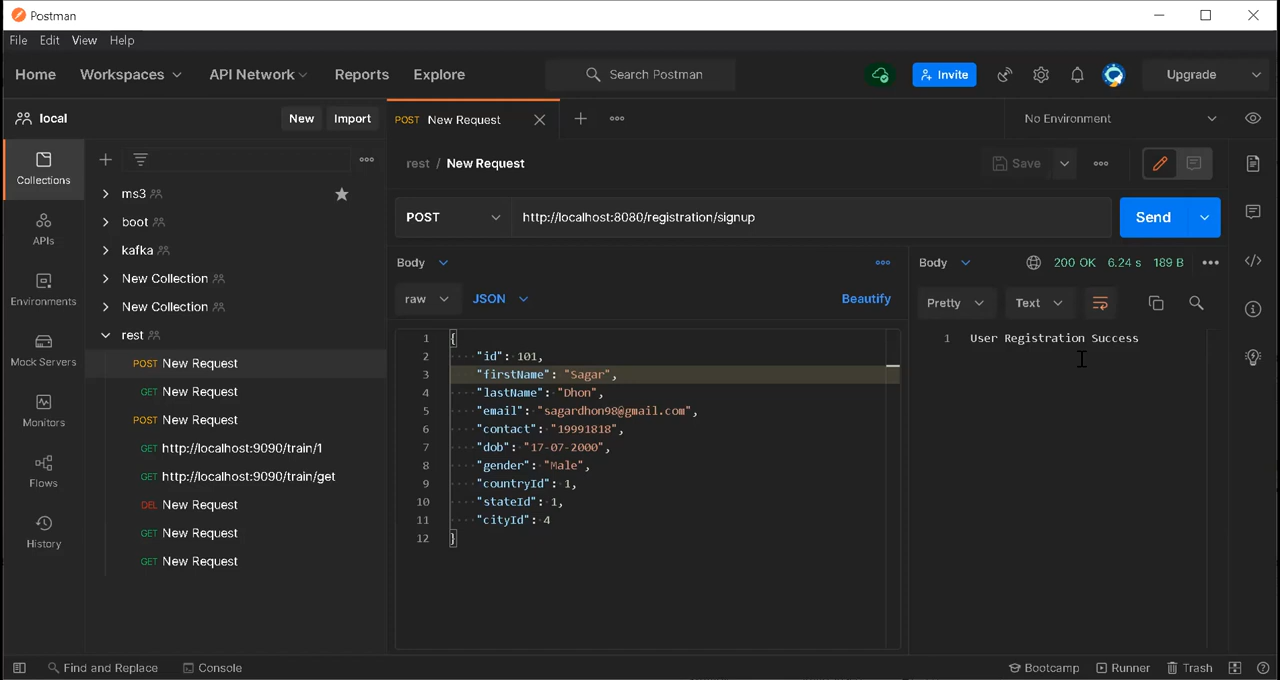 Postman
File Edit View Help
Home Workspaces API Network Reports Explore Search Postman Invite Upgrade
local New Import POST New Request No Environment
rest / New Request Save
Collections
APIs
Environments
Mock Servers
Monitors
Flows
History
ms3
boot
kafka
New Collection
New Collection
rest
POST New Request
GET New Request
POST New Request
GET http://localhost:9090/train/1
GET http://localhost:9090/train/get
DEL New Request
GET New Request
GET New Request
POST http://localhost:8080/registration/signup Send
Body
raw JSON Beautify
1 {
2 "id": 101,
3 "firstName": "Sagar",
4 "lastName": "Dhon",
5 "email": "sagardhon98@gmail.com",
6 "contact": "19991818",
7 "dob": "17-07-2000",
8 "gender": "Male",
9 "countryId": 1,
10 "stateId": 1,
11 "cityId": 4
12 }
Body 200 OK 6.24 s 189 B
Pretty Text
1 User Registration Success
Find and Replace Console Bootcamp Runner Trash